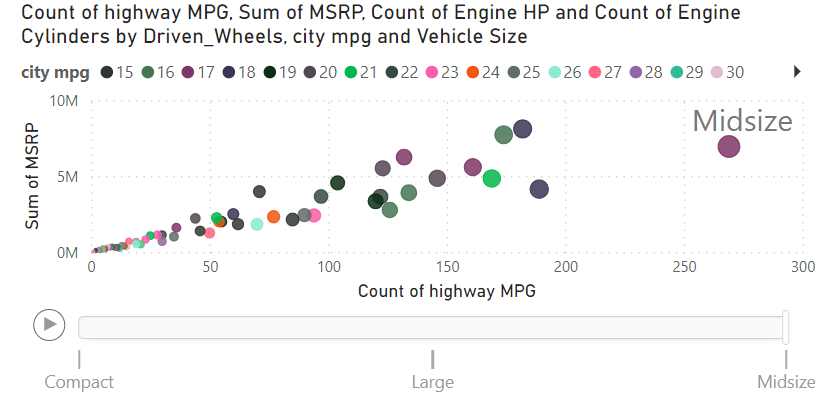 Count of highway MPG, Sum of MSRP, Count of Engine HP and Count of Engine
Cylinders by Driven_Wheels, city mpg and Vehicle Size
city mpg 15 16 17 18 19 20 21 22 23 24 25 26 27 28 29 30
Midsize
10M
5M
0M
Sum of MSRP
0 50 100 150 200 250 300
Count of highway MPG
Compact Large Midsize